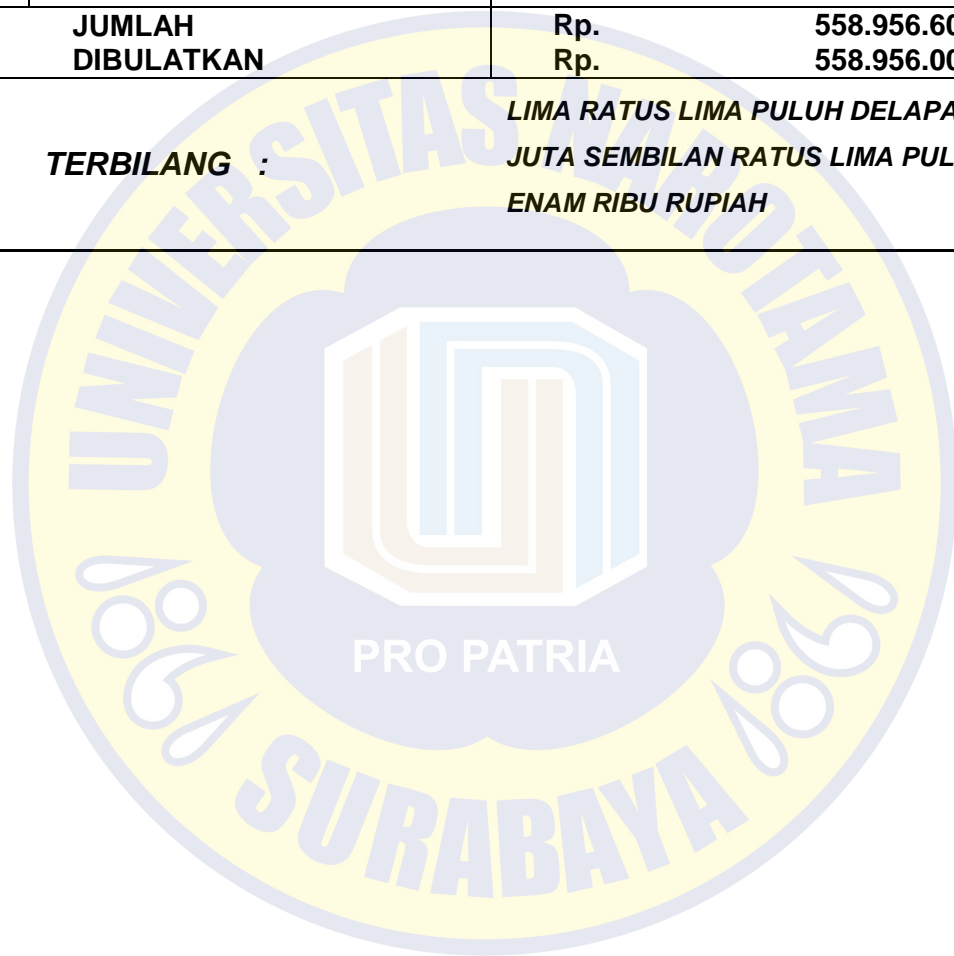 JUMLAH Rp. 558.956.60
DIBULATKAN Rp. 558.956.00
LIMA RATUS LIMA PULUH DELAPA
TERBILANG : JUTA SEMBILAN RATUS LIMA PUL
ENAM RIBU RUPIAH
UNIVERSITAS NAROTAMA
PRO PATRIA
SURABAYA